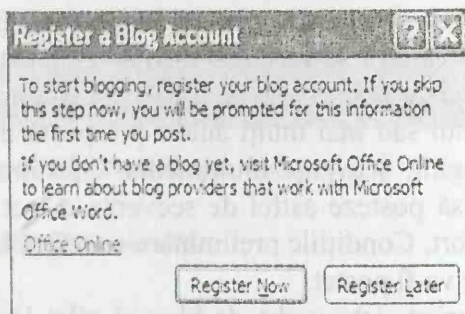 Register a Blog Account
To start blogging, register your blog account. If you skip
this step now, you will be prompted for this information
the first time you post.
If you don't have a blog yet, visit Microsoft Office Online
to learn about blog providers that work with Microsoft
Office Word.
Office Online
Register Now Register Later